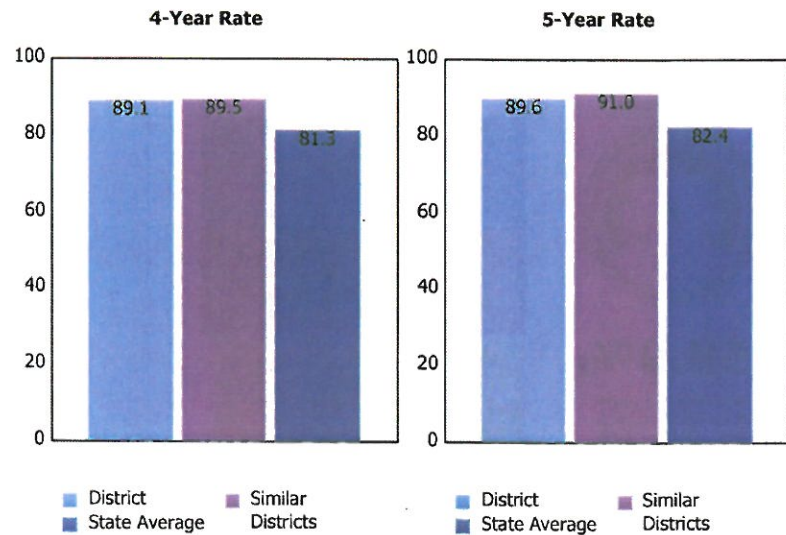 4-Year Rate
100
80
60
40
20
0
89.1
89.5
81.3
District
Similar
State Average
Districts
5-Year Rate
100
80
60
40
20
0
89.6
91.0
82.4
District
Similar
State Average
Districts